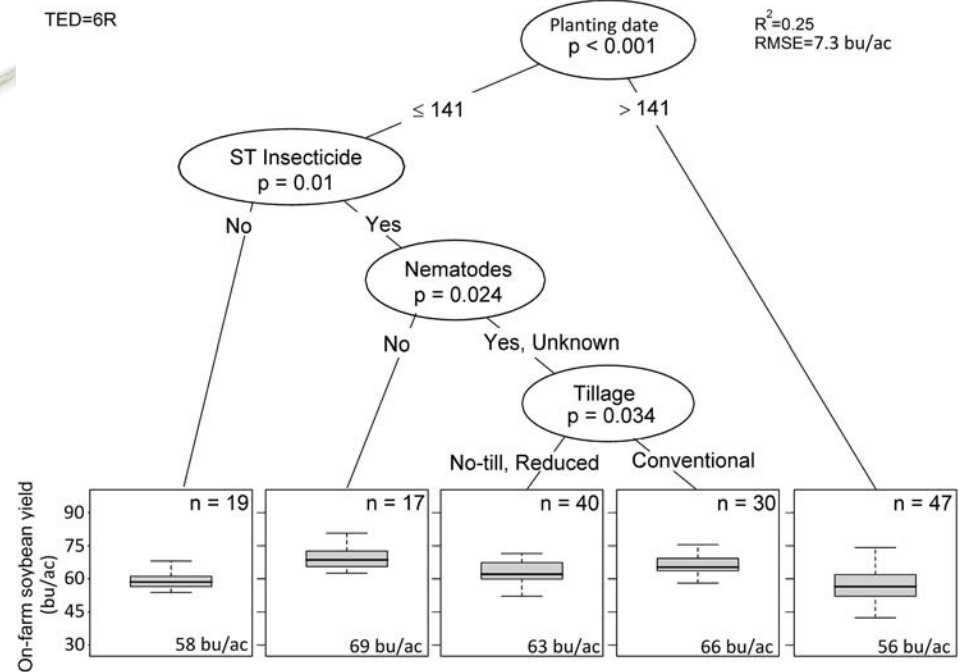 TED=6R
Planting date
p < 0.001
R²=0.25
RMSE=7.3 bu/ac
≤ 141
> 141
ST Insecticide
p = 0.01
No
Yes
Nematodes
p = 0.024
No
Yes, Unknown
Tillage
p = 0.034
No-till, Reduced
Conventional
On-farm soybean yield
(bu/ac)
90
75
60
45
30
n = 19
58 bu/ac
n = 17
69 bu/ac
n = 40
63 bu/ac
n = 30
66 bu/ac
n = 47
56 bu/ac